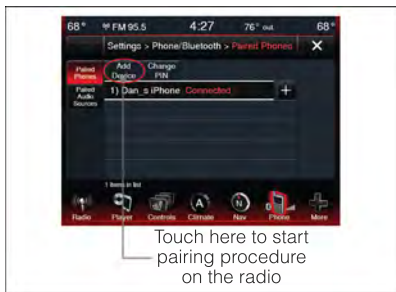 68° FM 95.5 4:27 76° out 68°
Settings > Phone/Bluetooth > Paired Phones X
Paired Phones
Add Device
Change PIN
Paired Audio Sources
1) Dan_s iPhone Connected +
1 Items in list
Radio Player Controls Climate Nav Phone More
Touch here to start
pairing procedure
on the radio